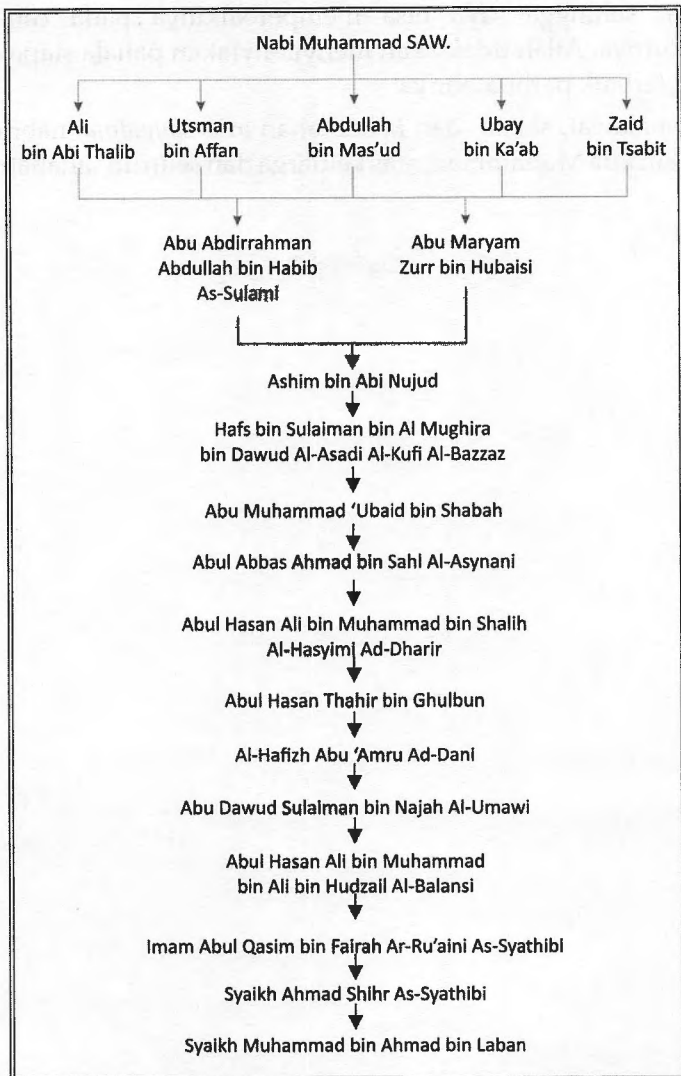 Nabi Muhammad SAW.
Ali Utsman Abdullah Ubay Zaid
bin Abi Thalib bin Affan bin Mas'ud bin Ka'ab bin Tsabit
Abu Abdirrahman Abu Maryam
Abdullah bin Habib Zurr bin Hubaisi
As-Sulami
Ashim bin Abi Nujud
Hafs bin Sulaiman bin Al Mughira
bin Dawud Al-Asadi Al-Kufi Al-Bazzaz
Abu Muhammad 'Ubaid bin Shabah
Abul Abbas Ahmad bin Sahl Al-Asynani
Abul Hasan Ali bin Muhammad bin Shalih
Al-Hasyimi Ad-Dharir
Abul Hasan Thahir bin Ghulbun
Al-Hafizh Abu 'Amru Ad-Dani
Abu Dawud Sulaiman bin Najah Al-Umawi
Abul Hasan Ali bin Muhammad
bin Ali bin Hudzail Al-Balansi
Imam Abul Qasim bin Fairah Ar-Ru'aini As-Syathibi
Syaikh Ahmad Shihr As-Syathibi
Syaikh Muhammad bin Ahmad bin Laban